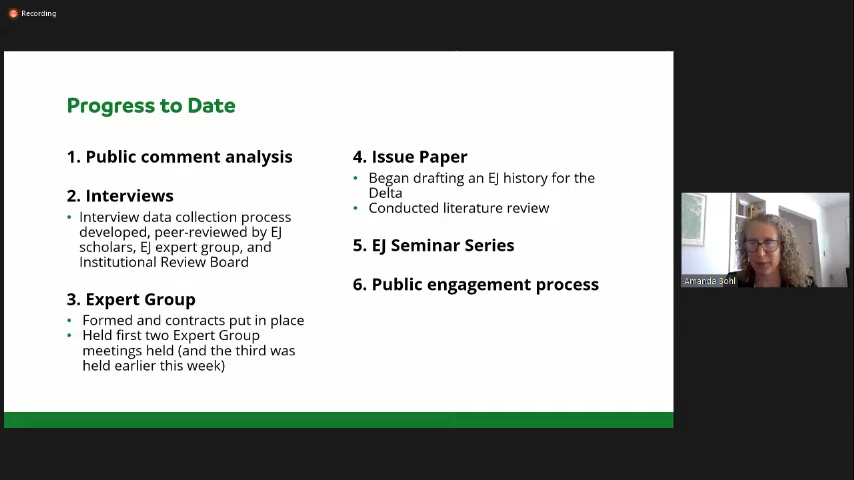 Recording
Progress to Date
1. Public comment analysis
2. Interviews
• Interview data collection process
developed, peer-reviewed by EJ
scholars, EJ expert group, and
Institutional Review Board
3. Expert Group
• Formed and contracts put in place
• Held first two Expert Group
meetings held (and the third was
held earlier this week)
4. Issue Paper
• Began drafting an EJ history for the
Delta
• Conducted literature review
5. EJ Seminar Series
6. Public engagement process
Amanda Bohl